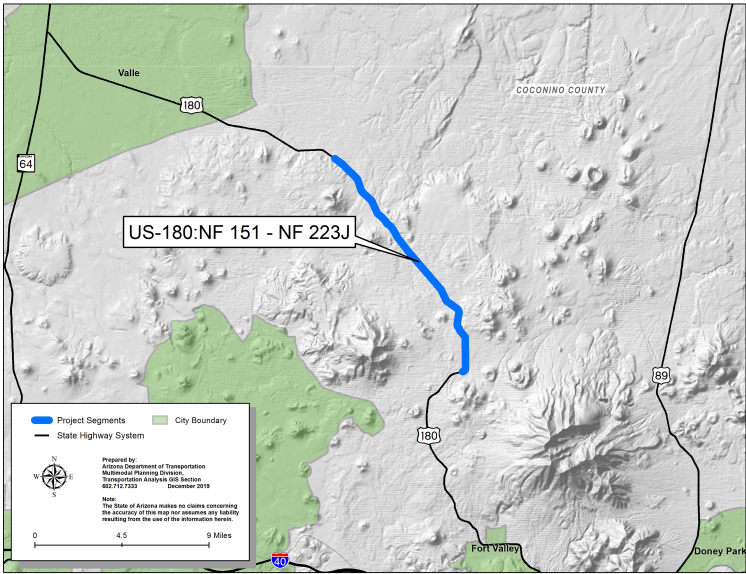 Valle
180
COCONINO COUNTY
64
US-180:NF 151 - NF 223J
89
180
Project Segments
City Boundary
State Highway System
N
W
E
S
Prepared by:
Arizona Department of Transportation
Multimodal Planning Division,
Transportation Analysis GIS Section
602.712.7333 December 2019
Note:
The State of Arizona makes no claims concerning
the accuracy of this map nor assumes any liability
resulting from the use of the information herein.
0 4.5 9 Miles
40
Fort Valley
Doney Park